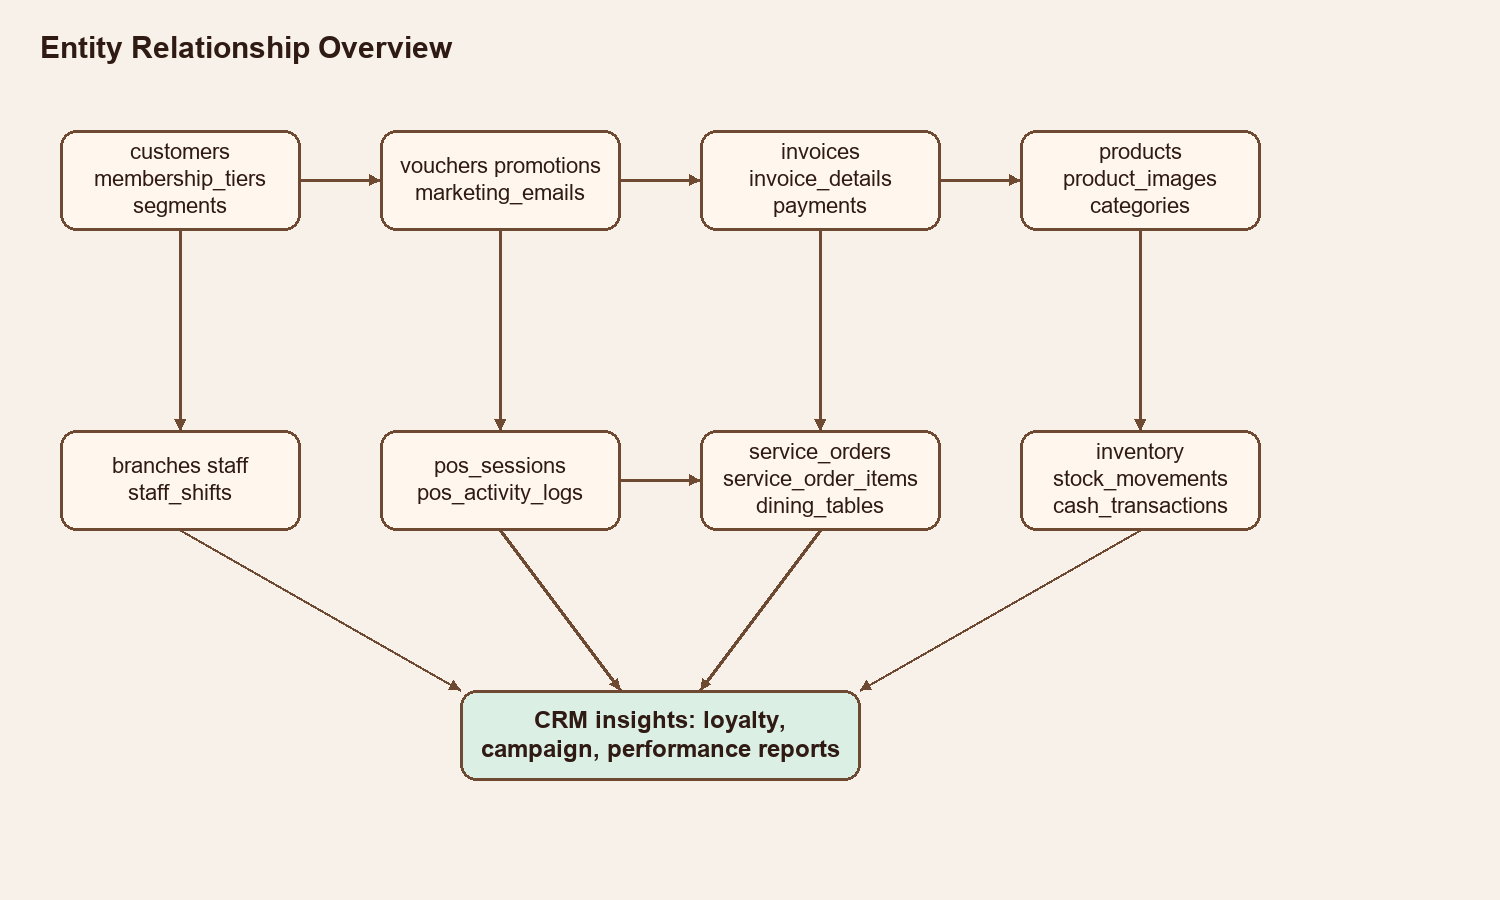 Entity Relationship Overview
customers
membership_tiers
segments
vouchers promotions
marketing_emails
invoices
invoice_details
payments
products
product_images
categories
branches staff
staff_shifts
pos_sessions
pos_activity_logs
service_orders
service_order_items
dining_tables
inventory
stock_movements
cash_transactions
CRM insights: loyalty,
campaign, performance reports